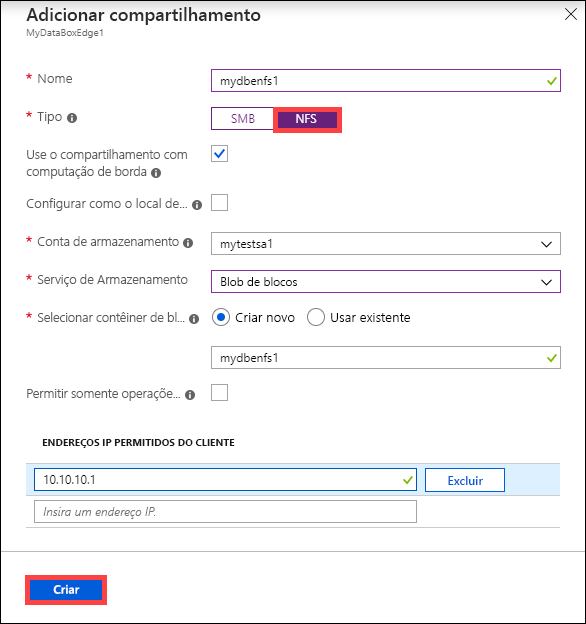 Adicionar compartilhamento
MyDataBoxEdge1
* Nome
mydbenfs1
* Tipo
SMB
NFS
Use o compartilhamento com
computação de borda
Configurar como o local de...
* Conta de armazenamento
mytestsa1
* Serviço de Armazenamento
Blob de blocos
* Selecionar contêiner de bl...
Criar novo
Usar existente
mydbenfs1
Permitir somente operaçõe...
ENDEREÇOS IP PERMITIDOS DO CLIENTE
10.10.10.1
Excluir
Insira um endereço IP.
Criar